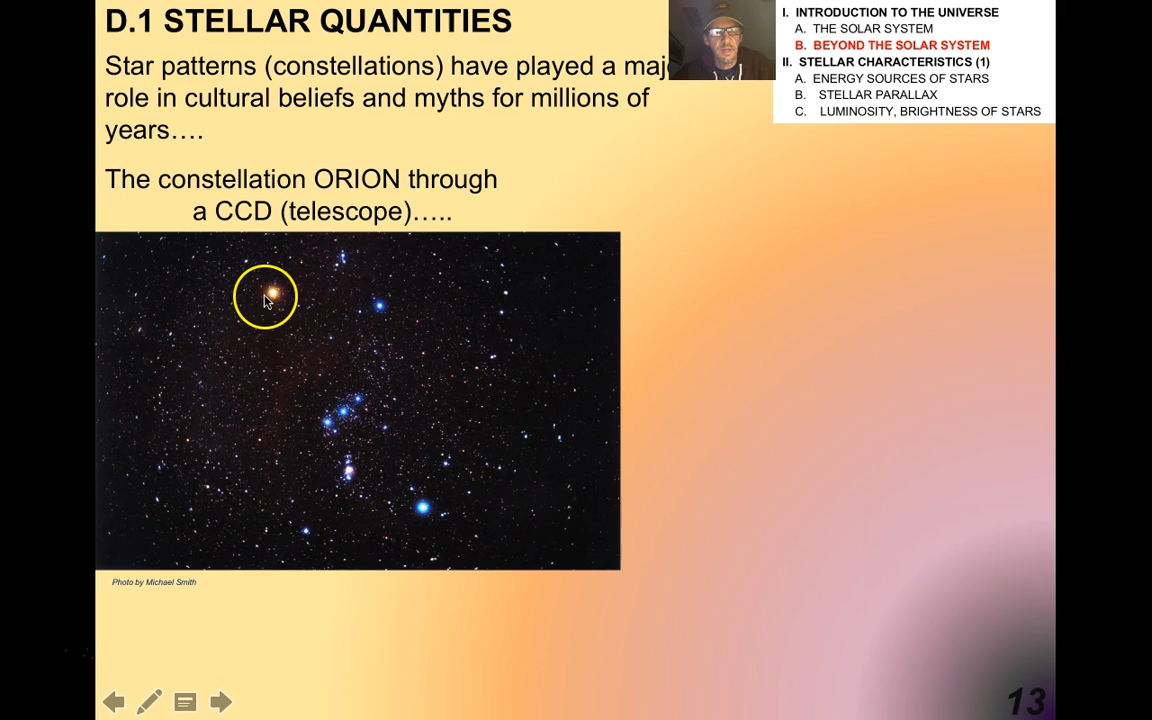 D.1 STELLAR QUANTITIES
Star patterns (constellations) have played a majo
role in cultural beliefs and myths for millions of
years….
The constellation ORION through
a CCD (telescope)…..
Photo by Michael Smith
I. INTRODUCTION TO THE UNIVERSE
A. THE SOLAR SYSTEM
B. BEYOND THE SOLAR SYSTEM
II. STELLAR CHARACTERISTICS (1)
A. ENERGY SOURCES OF STARS
B. STELLAR PARALLAX
C. LUMINOSITY, BRIGHTNESS OF STARS
13